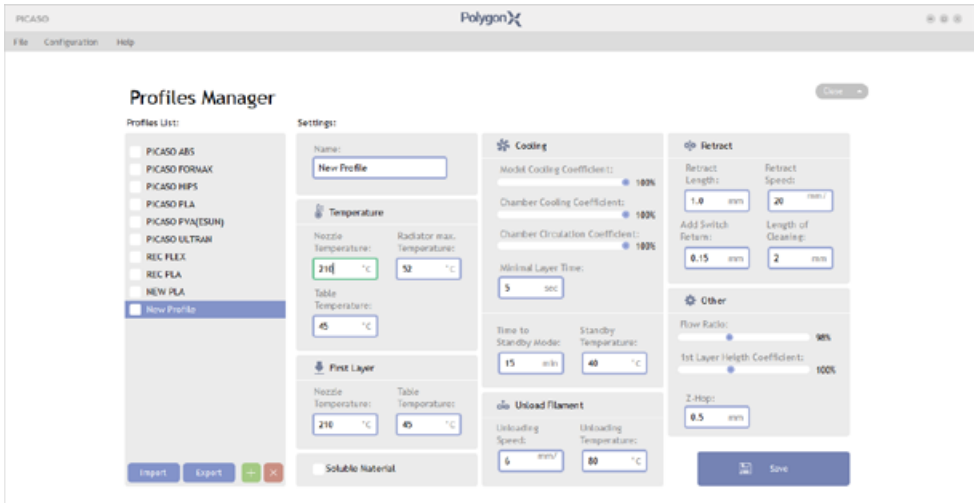 PICASO
PolygonX
File Configuration Help
Profiles Manager
Close
Profiles List:
PICASO ABS
PICASO FORMAX
PICASO HIPS
PICASO PLA
PICASO PVA(ESUN)
PICASO ULTRAN
REC FLEX
REC PLA
NEW PLA
New Profile
Import Export + ×
Settings:
Name:
New Profile
Temperature
Nozzle Temperature:
210 °C
Radiator max. Temperature:
52 °C
Table Temperature:
45 °C
First Layer
Nozzle Temperature:
210 °C
Table Temporature:
45 °C
Soluble Material
Cooling
Model Cooling Coefficient:
100%
Chamber Cooling Coefficient:
100%
Chamber Circulation Coefficient:
100%
Minimal Layer Time:
5 sec
Time to Standby Mode:
15 min
Standby Temperature:
40 °C
Unload Filament
Unloading Speed:
6 mm/
Unloading Temperature:
80 °C
Retract
Retract Length:
1.0 mm
Retract Speed:
20 mm/
Add Switch Return:
0.15 mm
Length of Cleaning:
2 mm
Other
Flow Ratio:
98%
1st Layer Heigth Coefficient:
100%
Z-Hop:
0.5 mm
Save